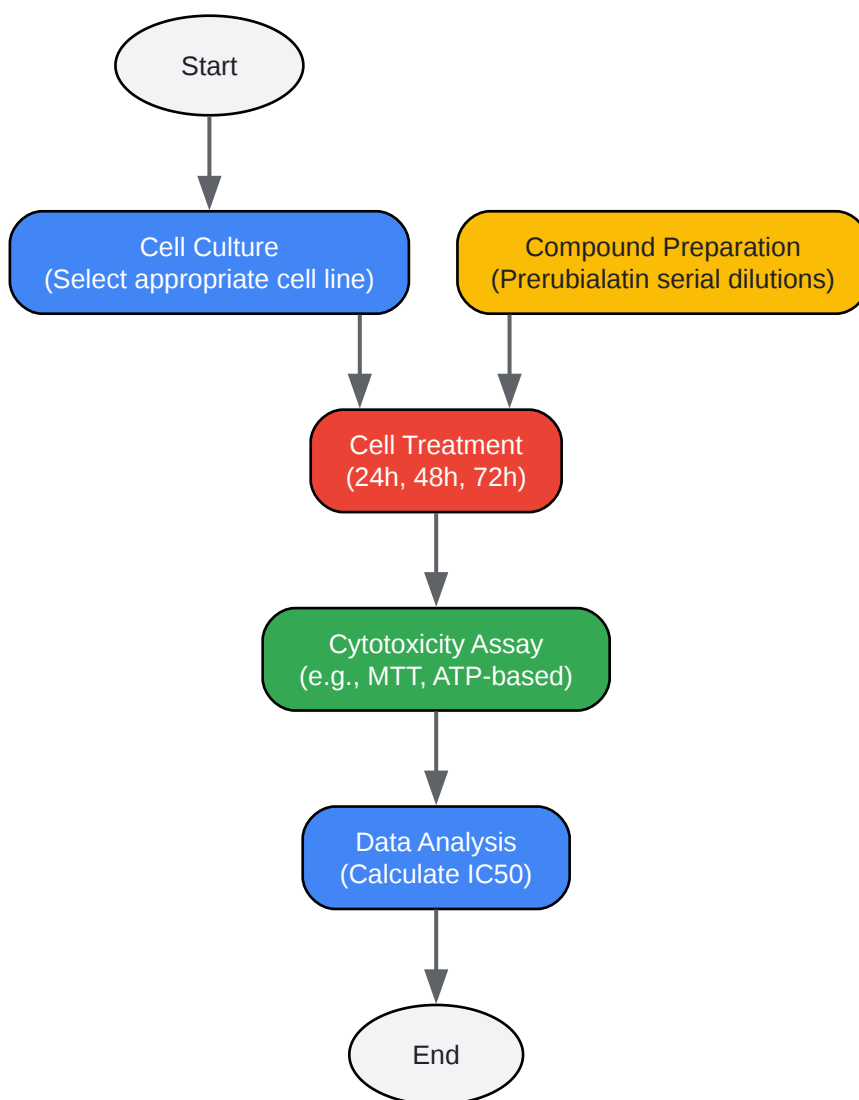 Start
Cell Culture
(Select appropriate cell line)
Compound Preparation
(Prerubialatin serial dilutions)
Cell Treatment
(24h, 48h, 72h)
Cytotoxicity Assay
(e.g., MTT, ATP-based)
Data Analysis
(Calculate IC50)
End